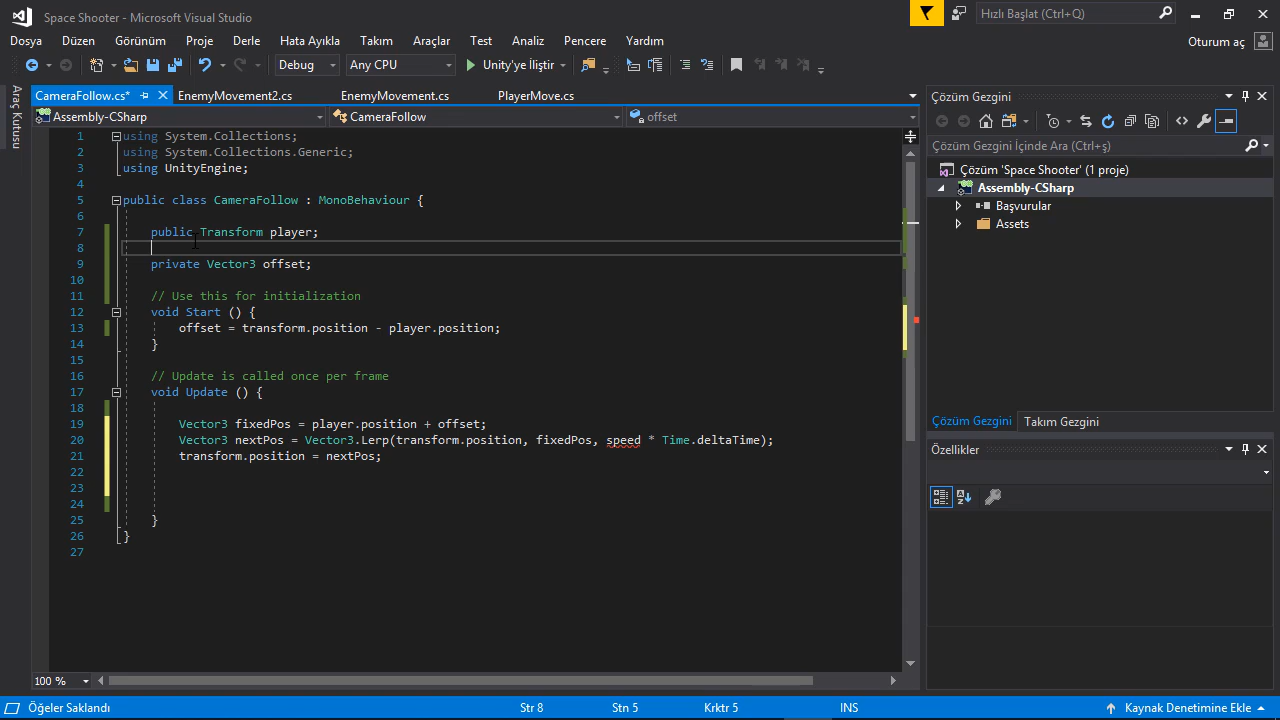 Space Shooter - Microsoft Visual Studio
Hızlı Başlat (Ctrl+Q)
Dosya Düzen Görünüm Proje Derle Hata Ayıkla Takım Araçlar Test Analiz Pencere Yardım
Oturum aç
Debug Any CPU Unity'ye İliştir
Araç Kutusu
CameraFollow.cs* EnemyMovement2.cs EnemyMovement.cs PlayerMove.cs
Assembly-CSharp CameraFollow offset
1 using System.Collections;
2 using System.Collections.Generic;
3 using UnityEngine;
4
5 public class CameraFollow : MonoBehaviour {
6
7 public Transform player;
8
9 private Vector3 offset;
10
11 // Use this for initialization
12 void Start () {
13 offset = transform.position - player.position;
14 }
15
16 // Update is called once per frame
17 void Update () {
18
19 Vector3 fixedPos = player.position + offset;
20 Vector3 nextPos = Vector3.Lerp(transform.position, fixedPos, speed * Time.deltaTime);
21 transform.position = nextPos;
22
23
24
25 }
26 }
27
100 %
Çözüm Gezgini
Çözüm Gezgini İçinde Ara (Ctrl+ş)
Çözüm 'Space Shooter' (1 proje)
Assembly-CSharp
Başvurular
Assets
Çözüm Gezgini Takım Gezgini
Özellikler
Öğeler Saklandı Str 8 Stn 5 Krktr 5 INS Kaynak Denetimine Ekle